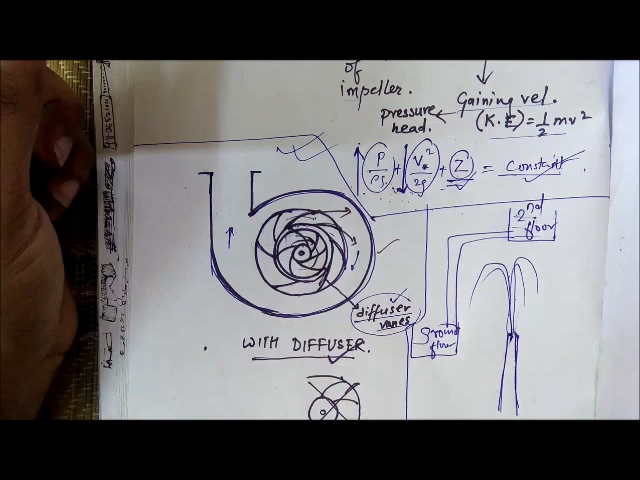 of
impeller.
Gaining vel.
(K.E) = 1/2 mv²
pressure
head.
P/ρg + V²/2g + Z = Constant
2nd
floor
diffuser
vanes
Ground
floor
WITH DIFFUSER.